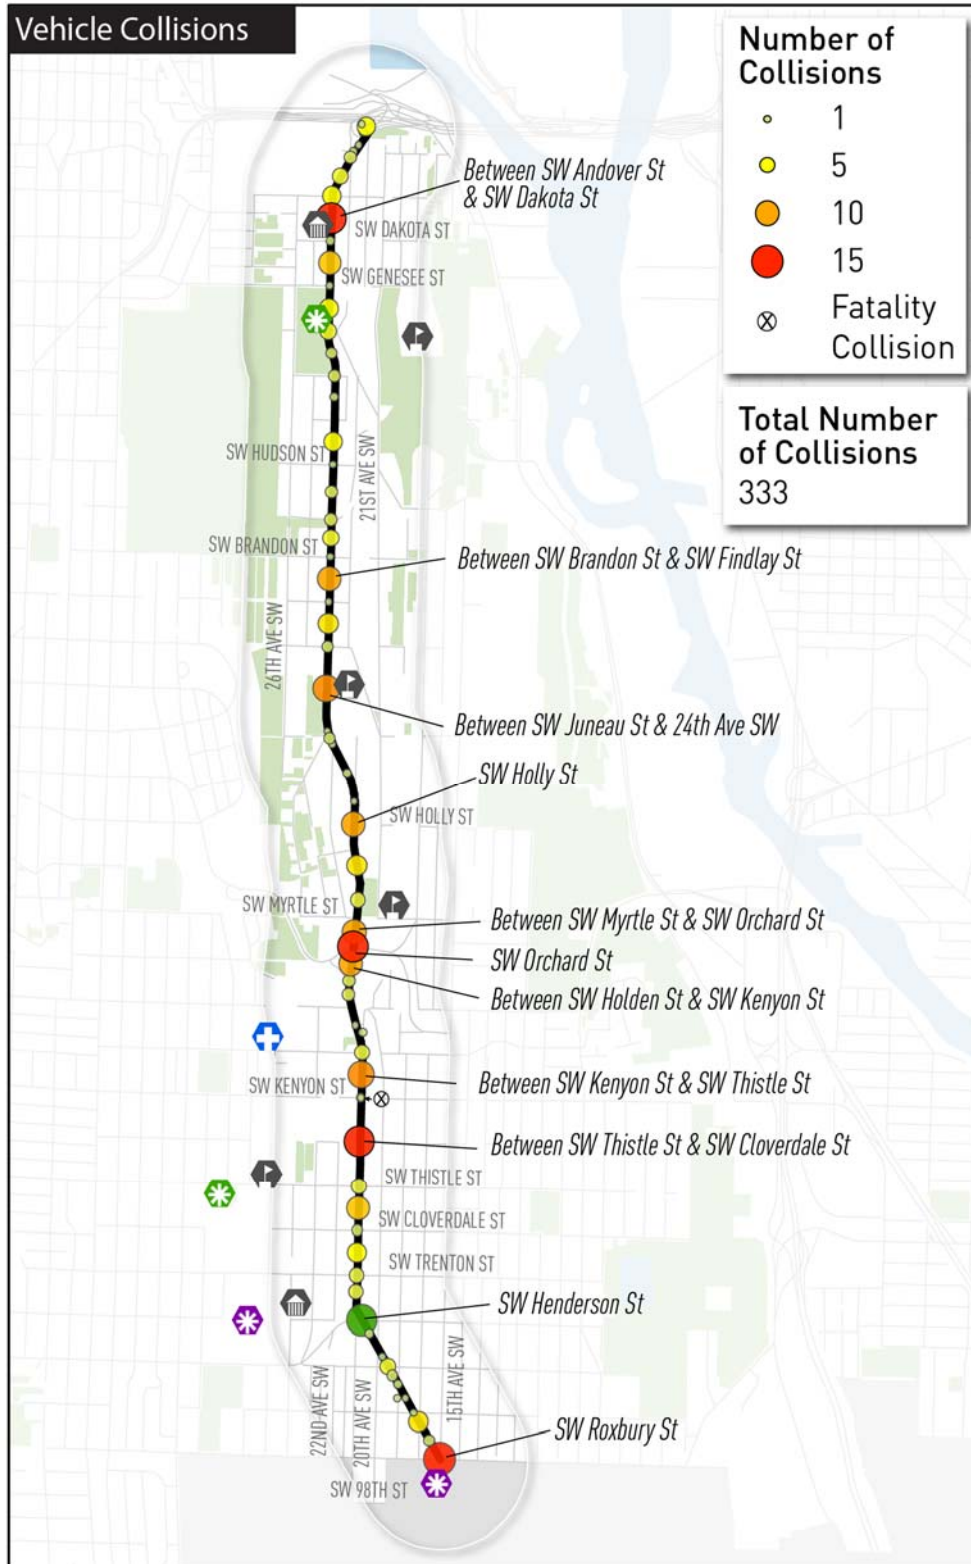 Vehicle Collisions
Number of
Collisions
1
5
10
15
Fatality
Collision
Total Number
of Collisions
333
Between SW Andover St
& SW Dakota St
SW DAKOTA ST
SW GENESEE ST
SW HUDSON ST
21ST AVE SW
SW BRANDON ST
Between SW Brandon St & SW Findlay St
26TH AVE SW
Between SW Juneau St & 24th Ave SW
SW Holly St
SW HOLLY ST
SW MYRTLE ST
Between SW Myrtle St & SW Orchard St
SW Orchard St
Between SW Holden St & SW Kenyon St
SW KENYON ST
Between SW Kenyon St & SW Thistle St
Between SW Thistle St & SW Cloverdale St
SW THISTLE ST
SW CLOVERDALE ST
SW TRENTON ST
SW Henderson St
22ND AVE SW
20TH AVE SW
15TH AVE SW
SW Roxbury St
SW 98TH ST